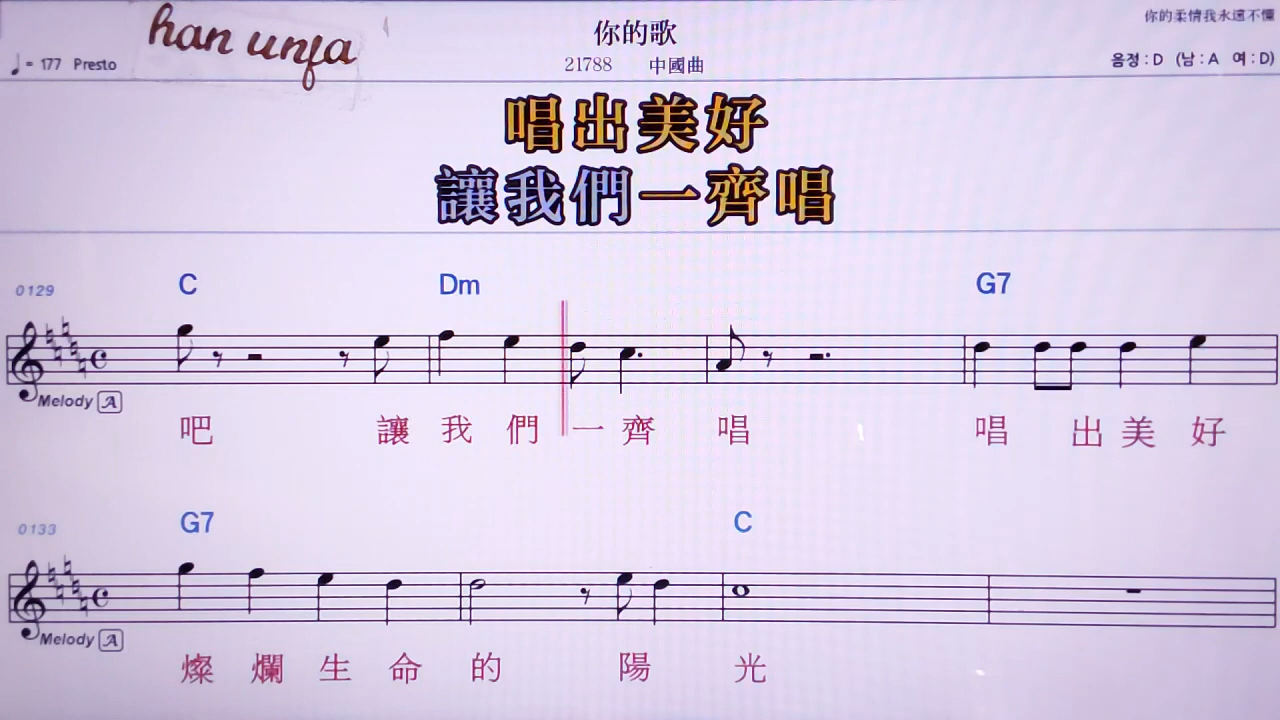 han unfa
你的歌
你的柔情我永遠不懂
♩= 177 Presto
21788 中國曲
음정 : D (남 : A 여 : D)
唱出美好
讓我們一齊唱
0129 C Dm G7
Melody A
吧 讓 我 們 一 齊 唱 唱 出 美 好
0133 G7 C
Melody A
燦 爛 生 命 的 陽 光